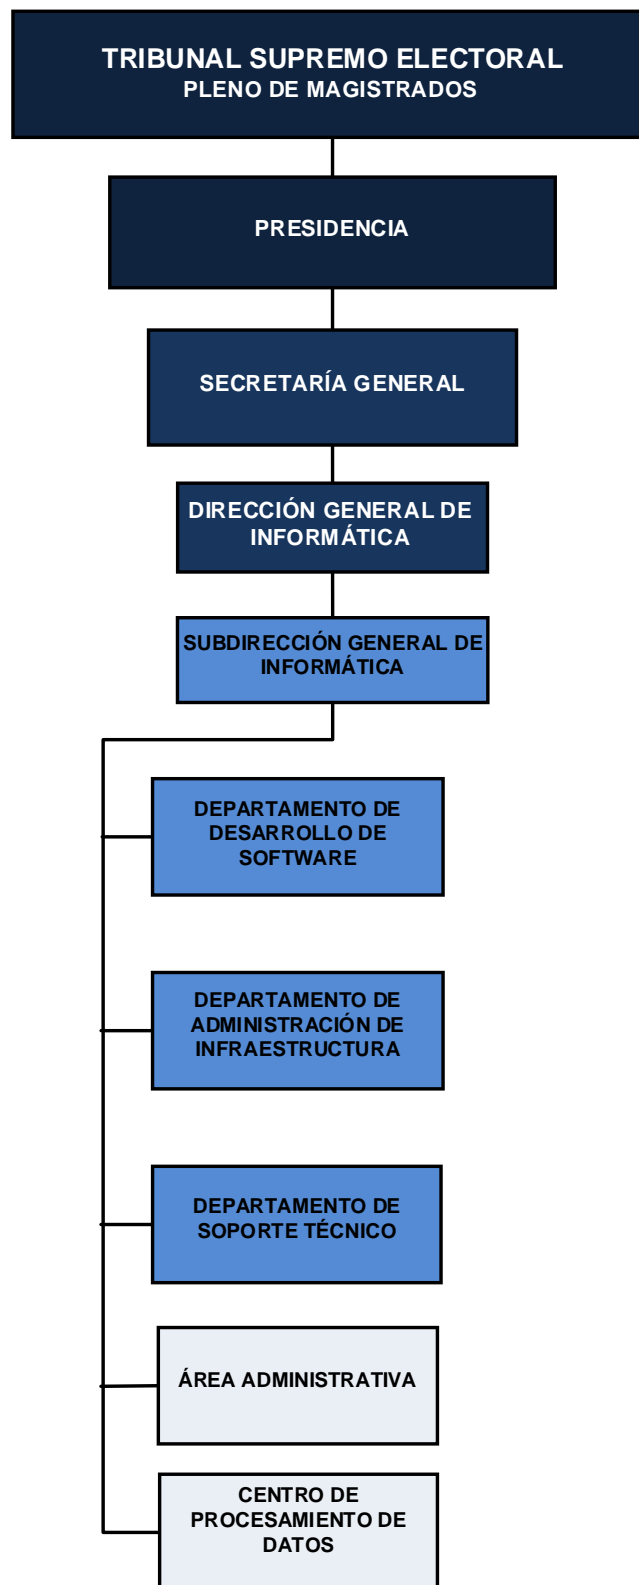 TRIBUNAL SUPREMO ELECTORAL
PLENO DE MAGISTRADOS
PRESIDENCIA
SECRETARÍA GENERAL
DIRECCIÓN GENERAL DE
INFORMÁTICA
SUBDIRECCIÓN GENERAL DE
INFORMÁTICA
DEPARTAMENTO DE
DESARROLLO DE
SOFTWARE
DEPARTAMENTO DE
ADMINISTRACIÓN DE
INFRAESTRUCTURA
DEPARTAMENTO DE
SOPORTE TÉCNICO
ÁREA ADMINISTRATIVA
CENTRO DE
PROCESAMIENTO DE
DATOS